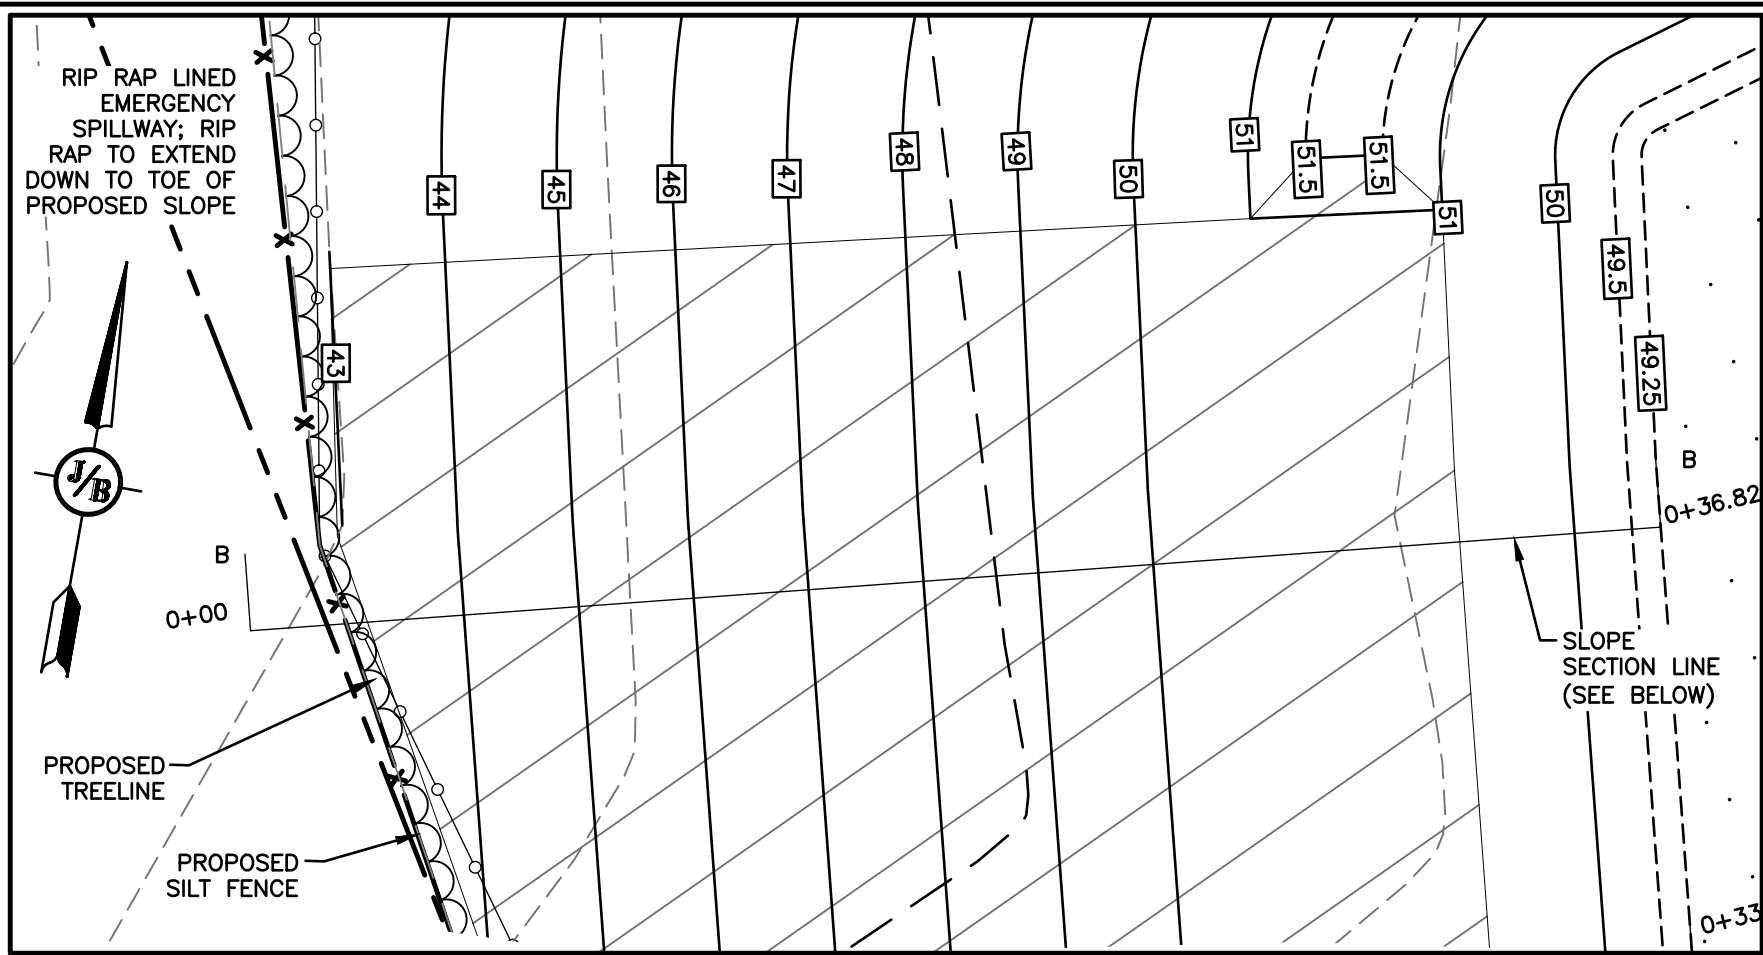 RIP RAP LINED
EMERGENCY
SPILLWAY; RIP
RAP TO EXTEND
DOWN TO TOE OF
PROPOSED SLOPE
44
45
46
47
48
49
50
51
51.5
51.5
51
50
49.5
49.25
43
J/B
B
0+36.82
B
0+00
SLOPE
SECTION LINE
(SEE BELOW)
PROPOSED
TREELINE
PROPOSED
SILT FENCE
0+33